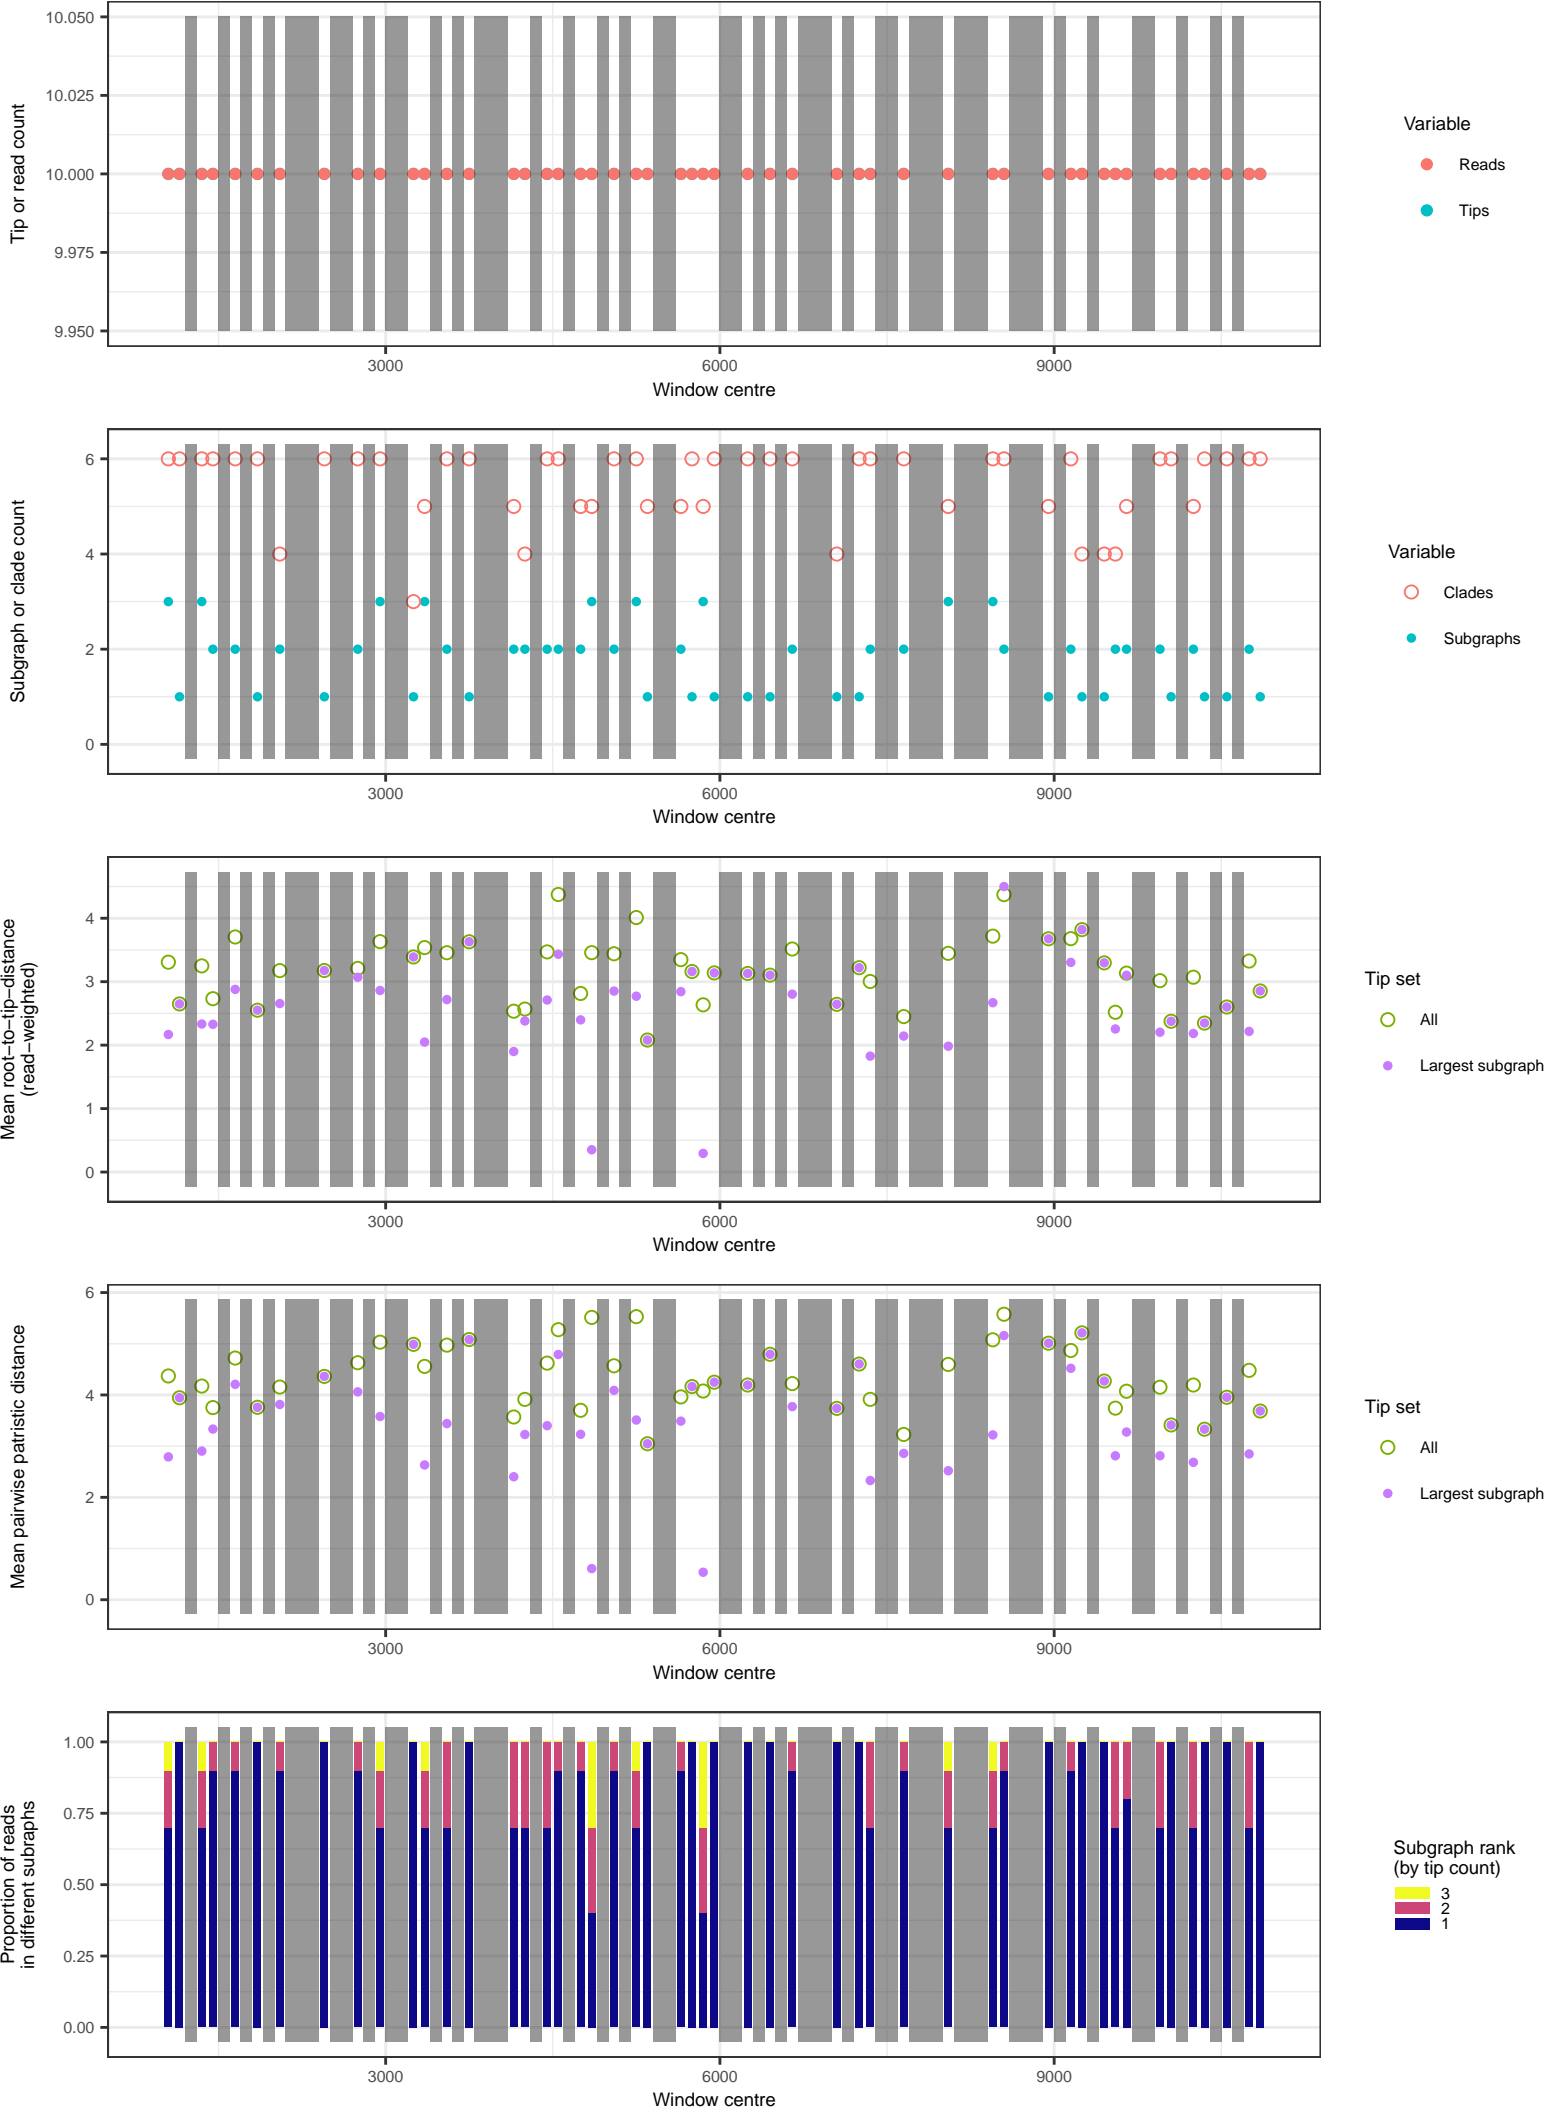 10.050
10.025
10.000
9.975
9.950
Tip or read count
3000 6000 9000
Window centre
Variable
Reads
Tips
6
4
2
0
Subgraph or clade count
3000 6000 9000
Window centre
Variable
Clades
Subgraphs
4
3
2
1
0
Mean root−to−tip−distance
(read−weighted)
3000 6000 9000
Window centre
Tip set
All
Largest subgraph
6
4
2
0
Mean pairwise patristic distance
3000 6000 9000
Window centre
Tip set
All
Largest subgraph
1.00
0.75
0.50
0.25
0.00
Proportion of reads
in different subraphs
3000 6000 9000
Window centre
Subgraph rank
(by tip count)
3
2
1